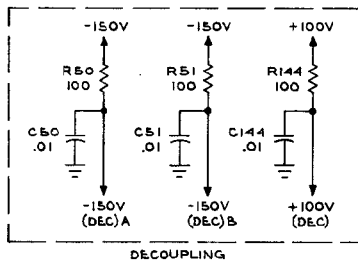 -150V -150V +100V
R50 100 R51 100 R144 100
C50 .01 C51 .01 C144 .01
-150V (DEC) A -150V (DEC) B +100V (DEC)
DECOUPLING